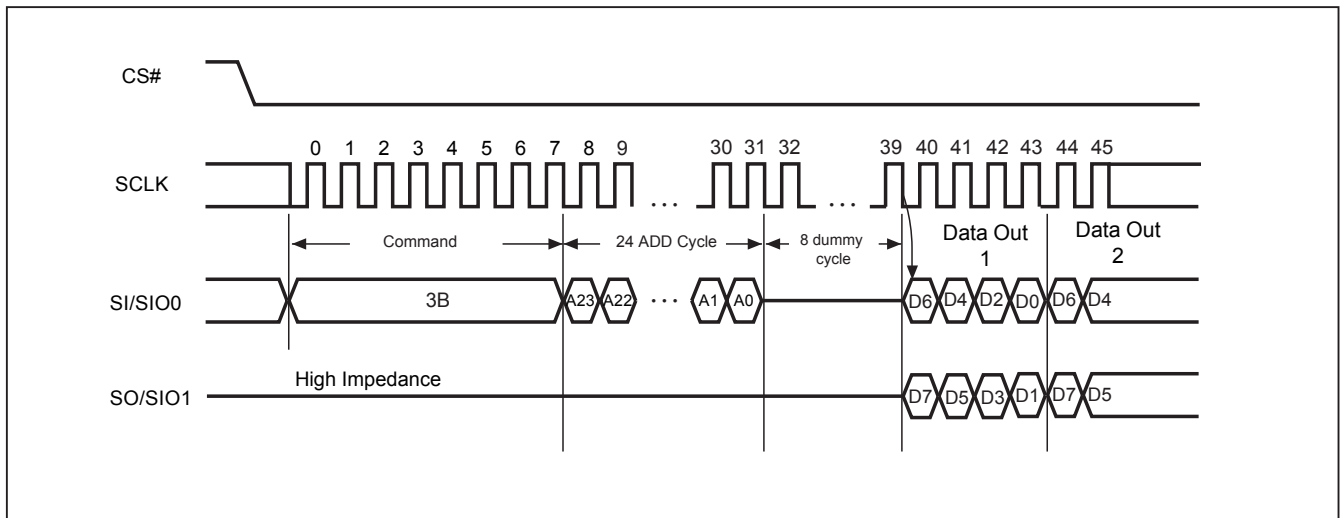 CS#
0 1 2 3 4 5 6 7 8 9 30 31 32 39 40 41 42 43 44 45
SCLK
... ...
Command 24 ADD Cycle 8 dummy cycle Data Out 1 Data Out 2
SI/SIO0 3B A23 A22 ... A1 A0 D6 D4 D2 D0 D6 D4
High Impedance
SO/SIO1 D7 D5 D3 D1 D7 D5